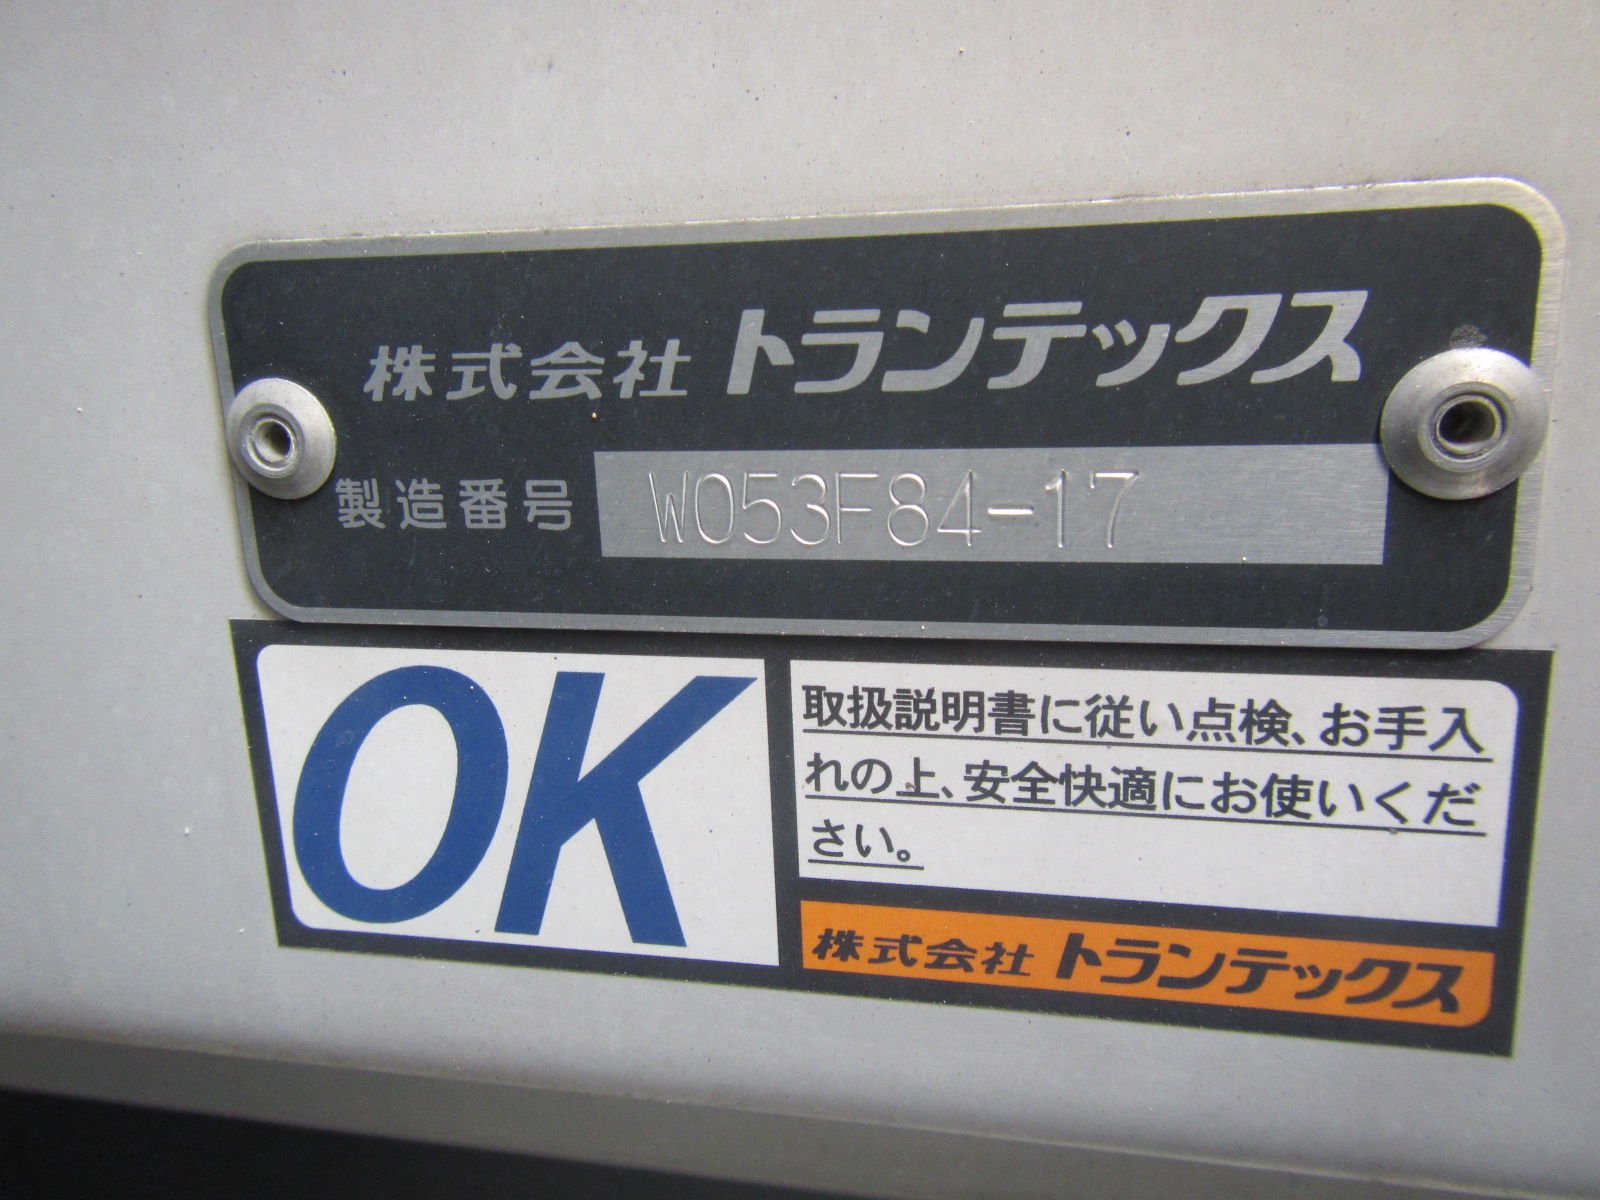 株式会社 トランテックス
製造番号 W053F84-17
OK
取扱説明書に従い点検、お手入
れの上、安全快適にお使いくだ
さい。
株式会社 トランテックス